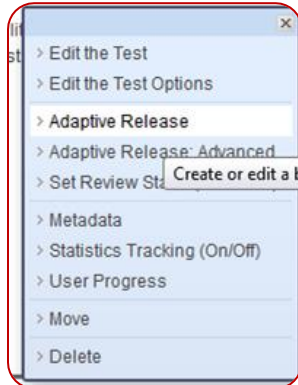 × 
> Edit the Test
> Edit the Test Options
> Adaptive Release
> Adaptive Release: Advanced
> Set Review Sta
Create or edit a b
> Metadata
> Statistics Tracking (On/Off)
> User Progress
> Move
> Delete